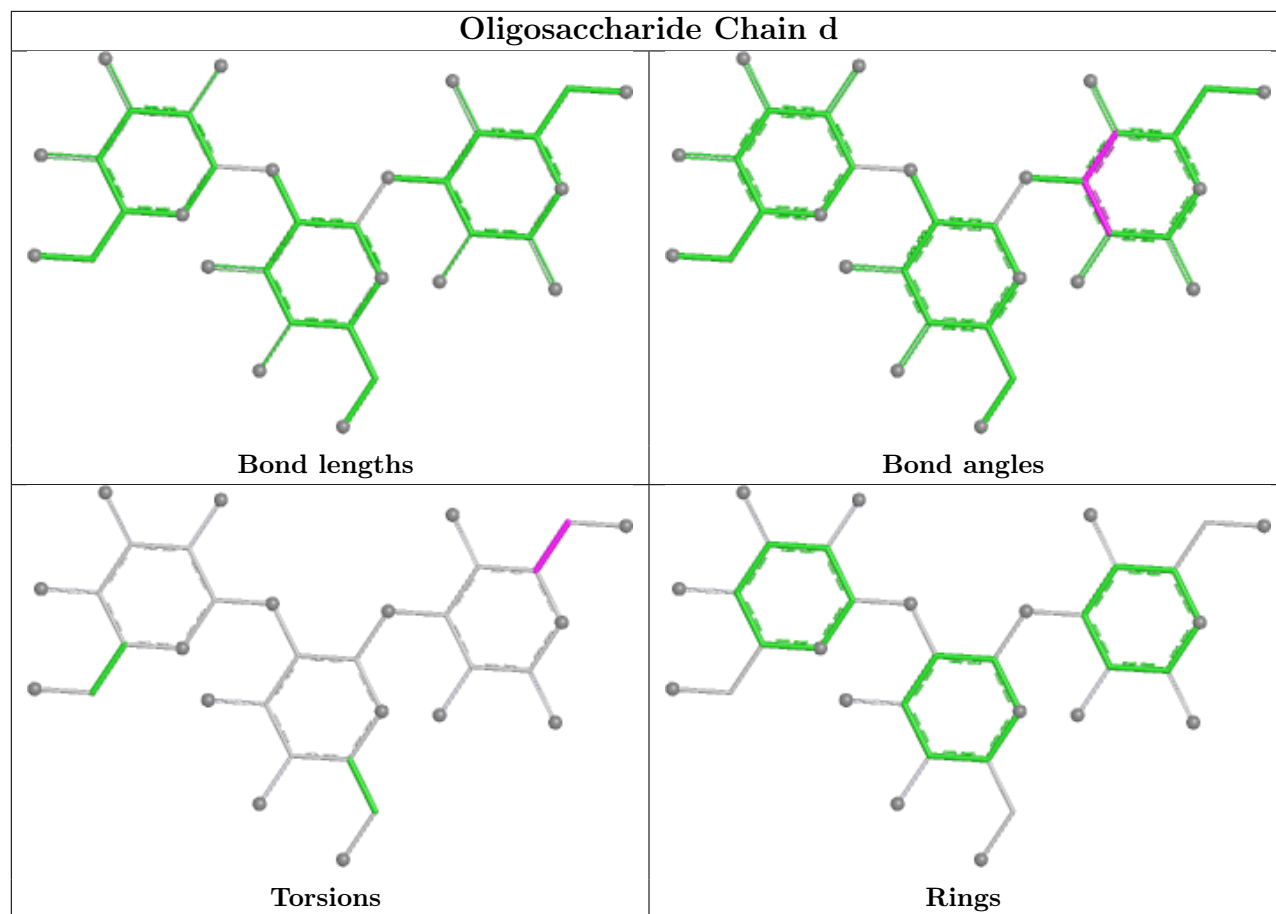 Oligosaccharide Chain d
Bond lengths
Bond angles
Torsions
Rings